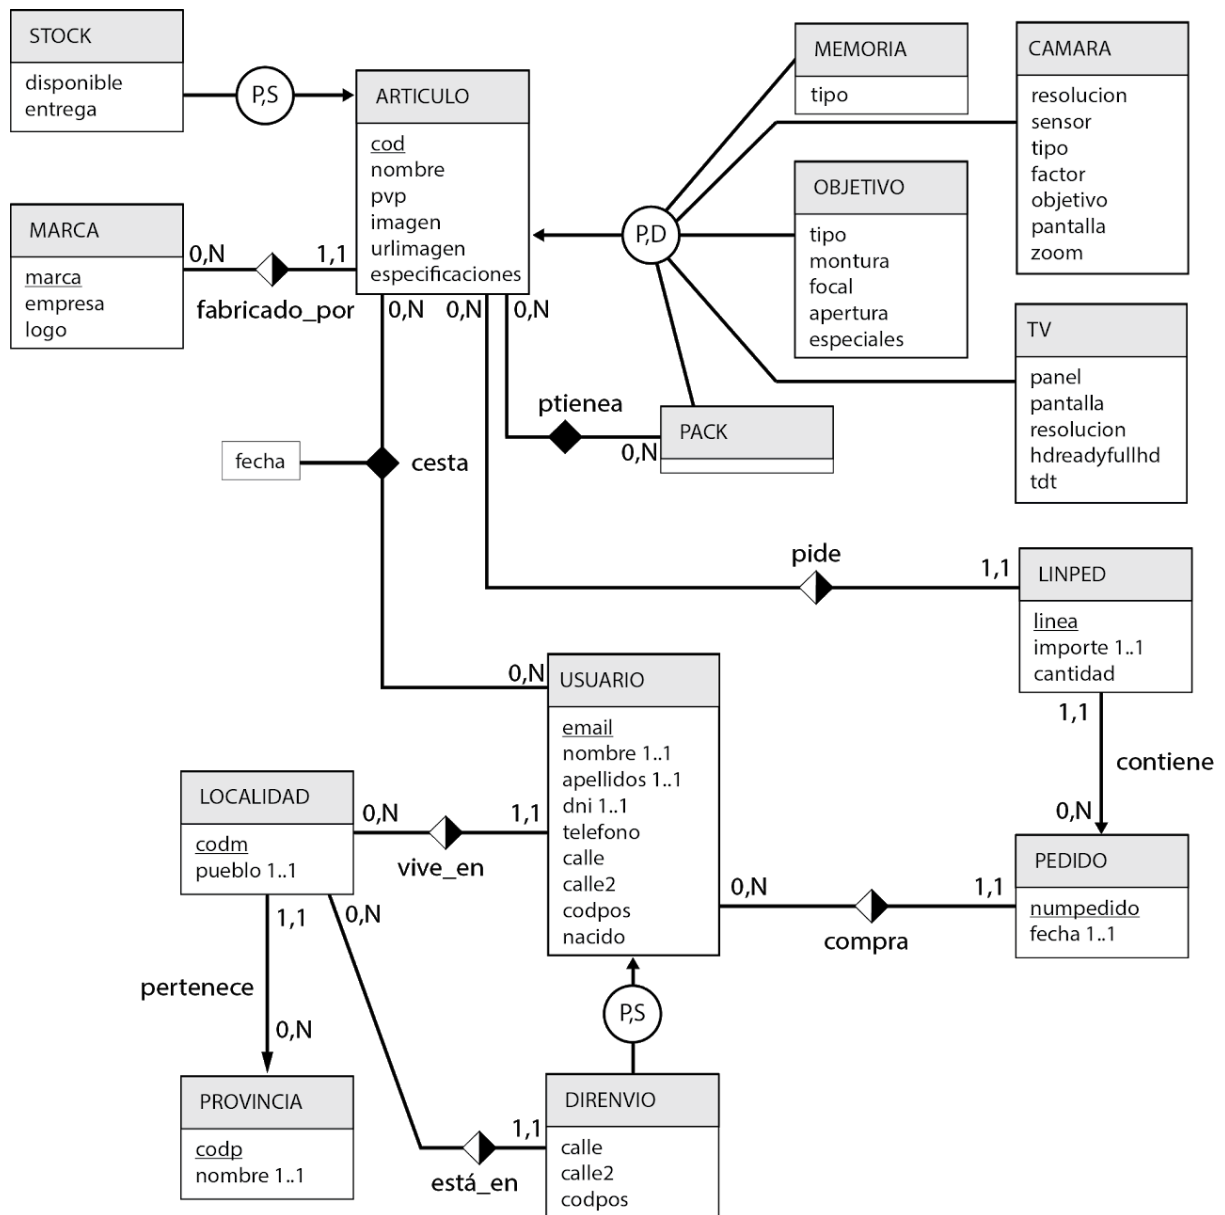 STOCK
disponible
entrega
P,S
ARTICULO
cod
nombre
pvp
imagen
urlimagen
especificaciones
MEMORIA
tipo
CAMARA
resolucion
sensor
tipo
factor
objetivo
pantalla
zoom
MARCA
marca
empresa
logo
0,N
1,1
fabricado_por
P,D
OBJETIVO
tipo
montura
focal
apertura
especiales
TV
panel
pantalla
resolucion
hdreadyfullhd
tdt
0,N
0,N
0,N
ptienea
0,N
PACK
fecha
cesta
pide
1,1
LINPED
linea
importe 1..1
cantidad
0,N
USUARIO
email
nombre 1..1
apellidos 1..1
dni 1..1
telefono
calle
calle2
codpos
nacido
1,1
contiene
0,N
LOCALIDAD
codm
pueblo 1..1
0,N
1,1
vive_en
PEDIDO
numpedido
fecha 1..1
0,N
1,1
compra
1,1
0,N
pertenece
0,N
P,S
PROVINCIA
codp
nombre 1..1
DIRENVIO
calle
calle2
codpos
1,1
está_en